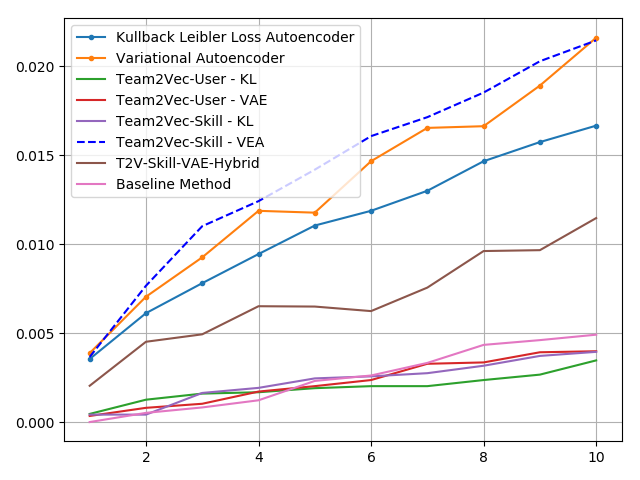 Kullback Leibler Loss Autoencoder
Variational Autoencoder
Team2Vec-User - KL
Team2Vec-User - VAE
Team2Vec-Skill - KL
Team2Vec-Skill - VEA
T2V-Skill-VAE-Hybrid
Baseline Method
0.020
0.015
0.010
0.005
0.000
2 4 6 8 10